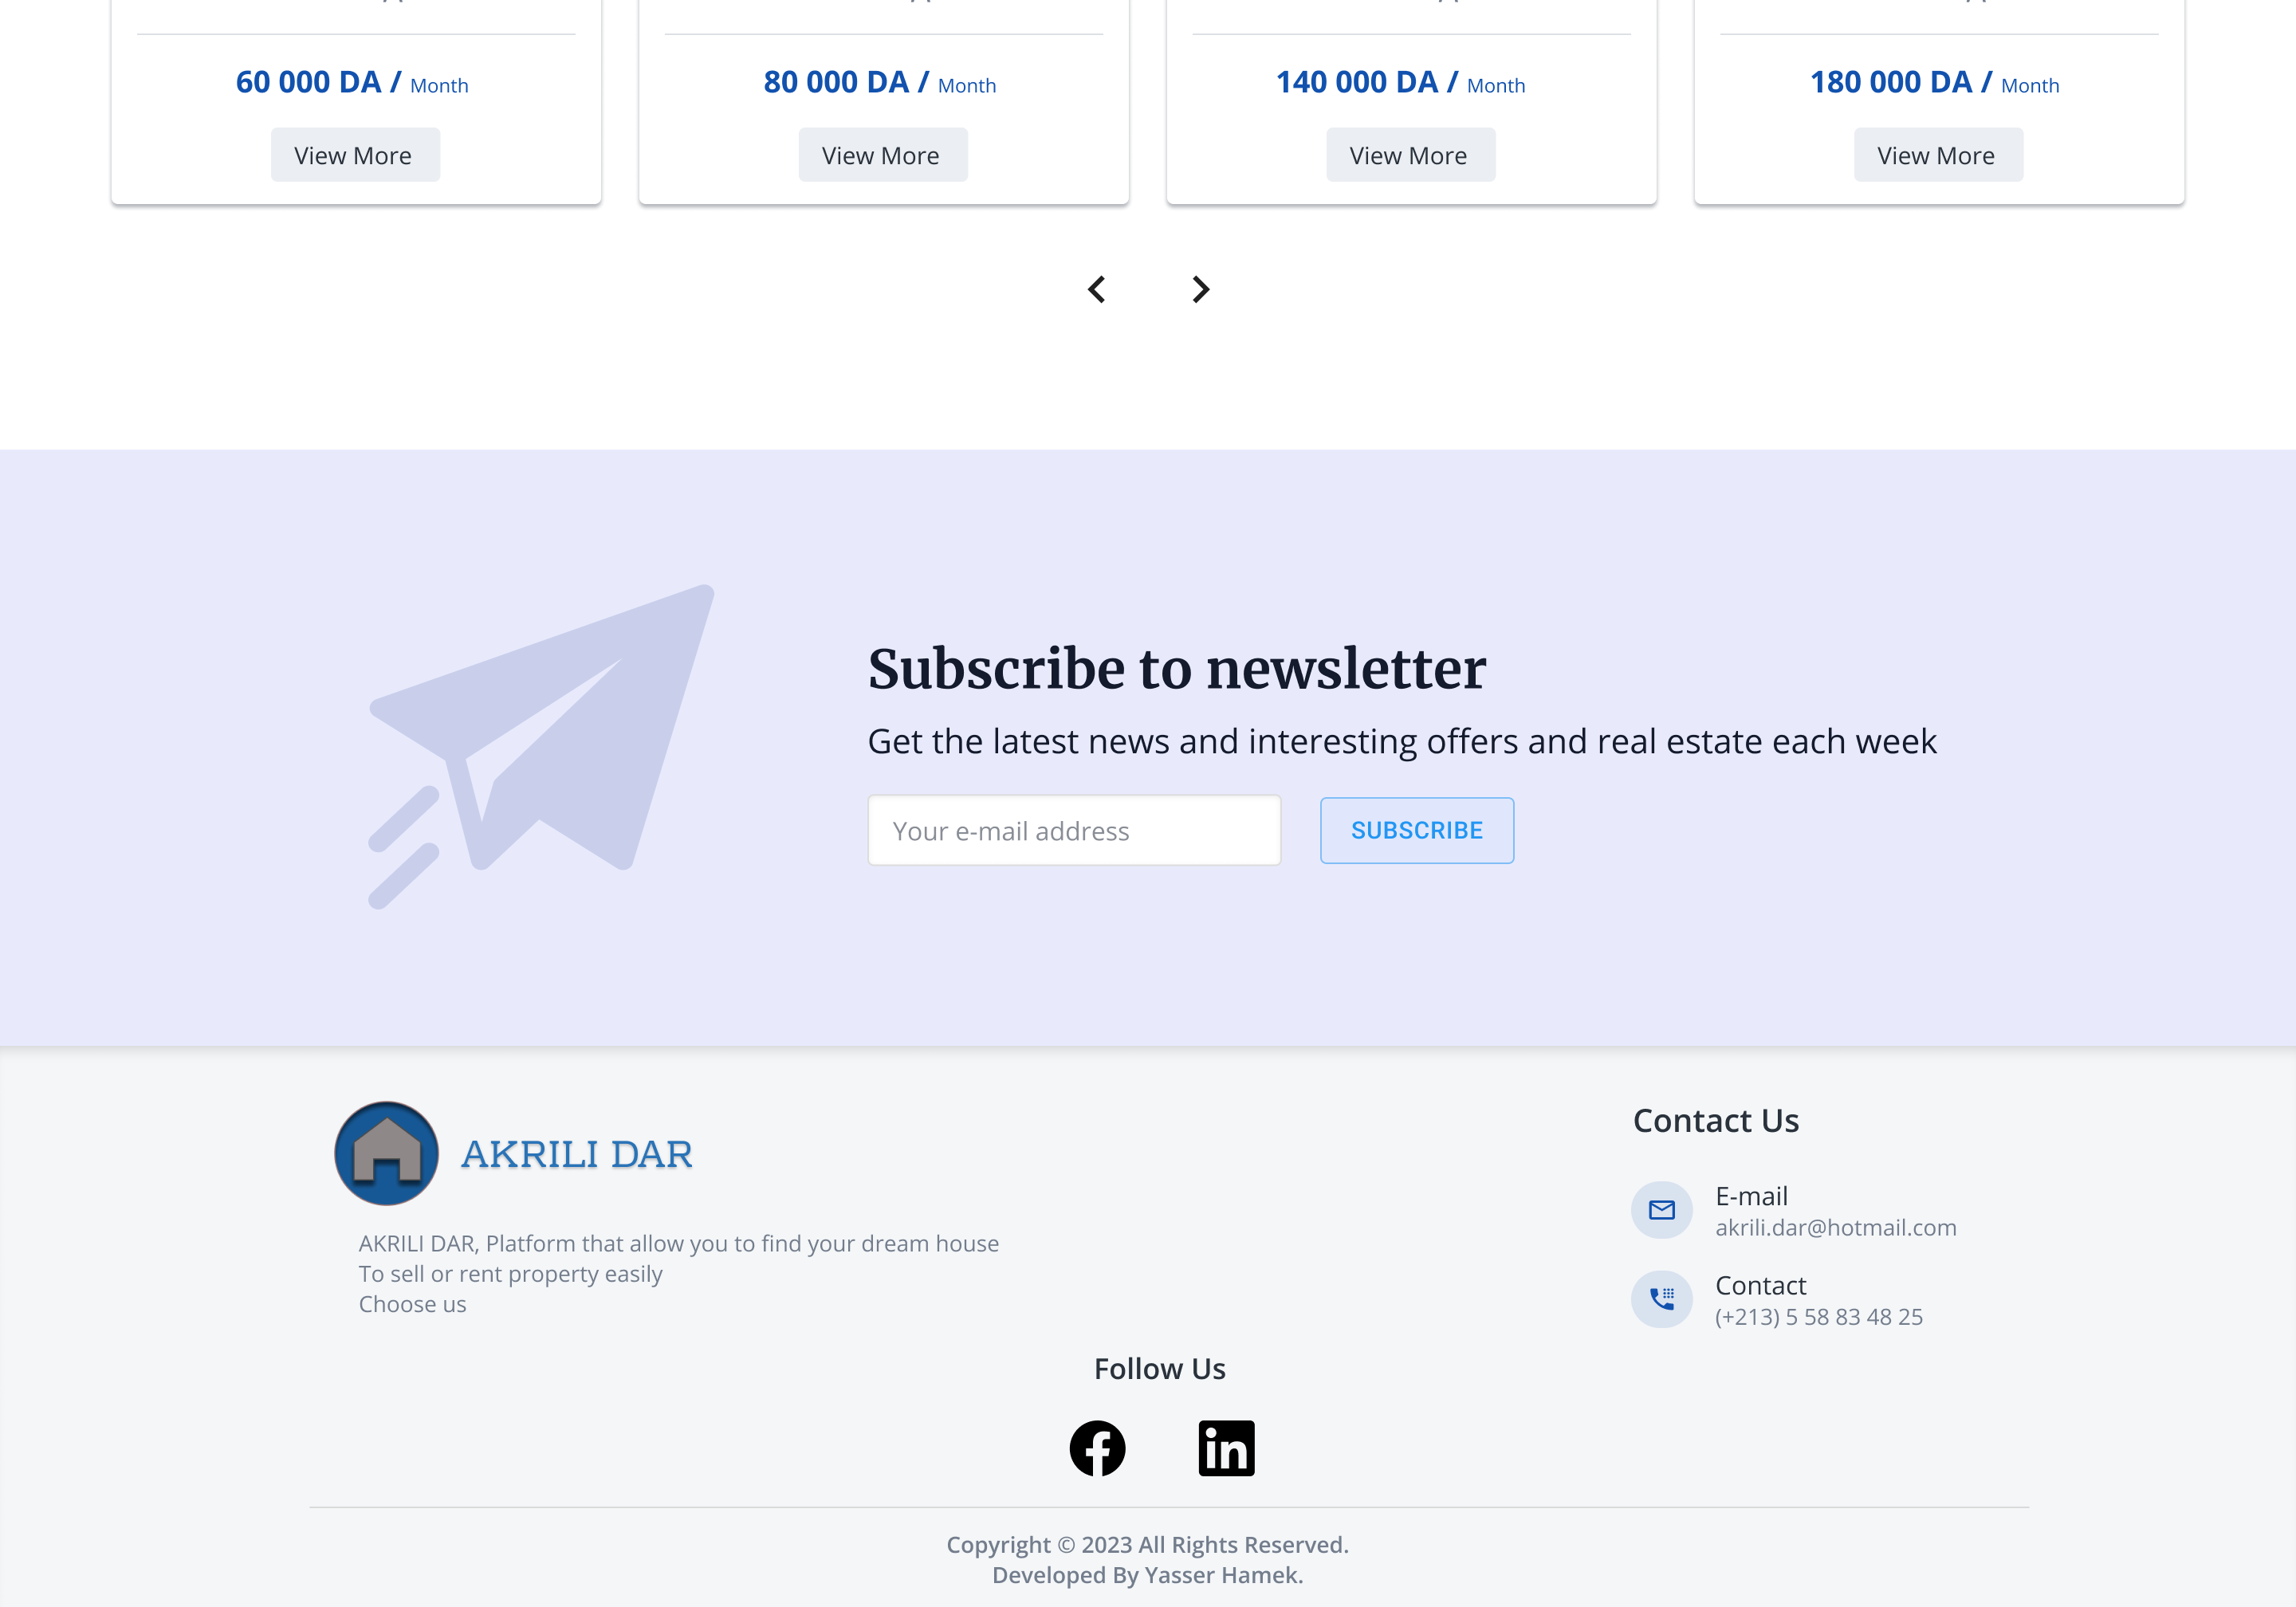 60 000 DA / Month
80 000 DA / Month
140 000 DA / Month
180 000 DA / Month
View More
View More
View More
View More
Subscribe to newsletter
Get the latest news and interesting offers and real estate each week
Your e-mail address
SUBSCRIBE
AKRILI DAR
AKRILI DAR, Platform that allow you to find your dream house
To sell or rent property easily
Choose us
Contact Us
E-mail
akrili.dar@hotmail.com
Contact
(+213) 5 58 83 48 25
Follow Us
Copyright © 2023 All Rights Reserved.
Developed By Yasser Hamek.